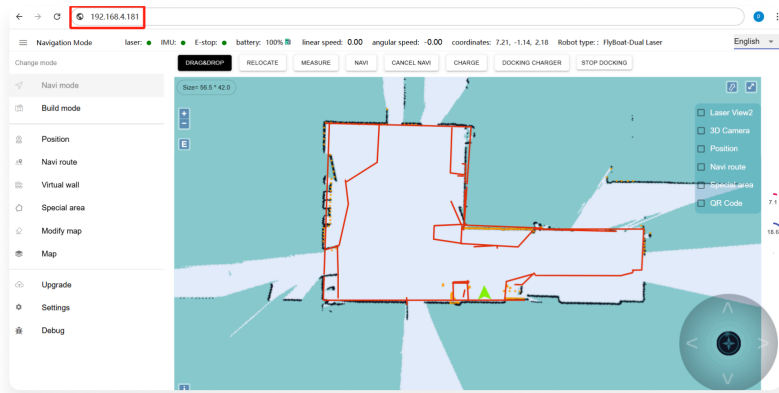 192.168.4.181
D
Navigation Mode laser: IMU: E-stop: battery: 100% linear speed: 0.00 angular speed: -0.00 coordinates: 7.21, -1.14, 2.18 Robot type: : FlyBoat-Dual Laser English
Change mode
DRAG&DROP RELOCATE MEASURE NAVI CANCEL NAVI CHARGE DOCKING CHARGER STOP DOCKING
Navi mode
Build mode
Position
Navi route
Virtual wall
Special area
Modify map
Map
Upgrade
Settings
Debug
Size= 56.5 * 42.0
+
−
E
Laser View2
3D Camera
Position
Navi route
Special area
QR Code
7.1
18.6